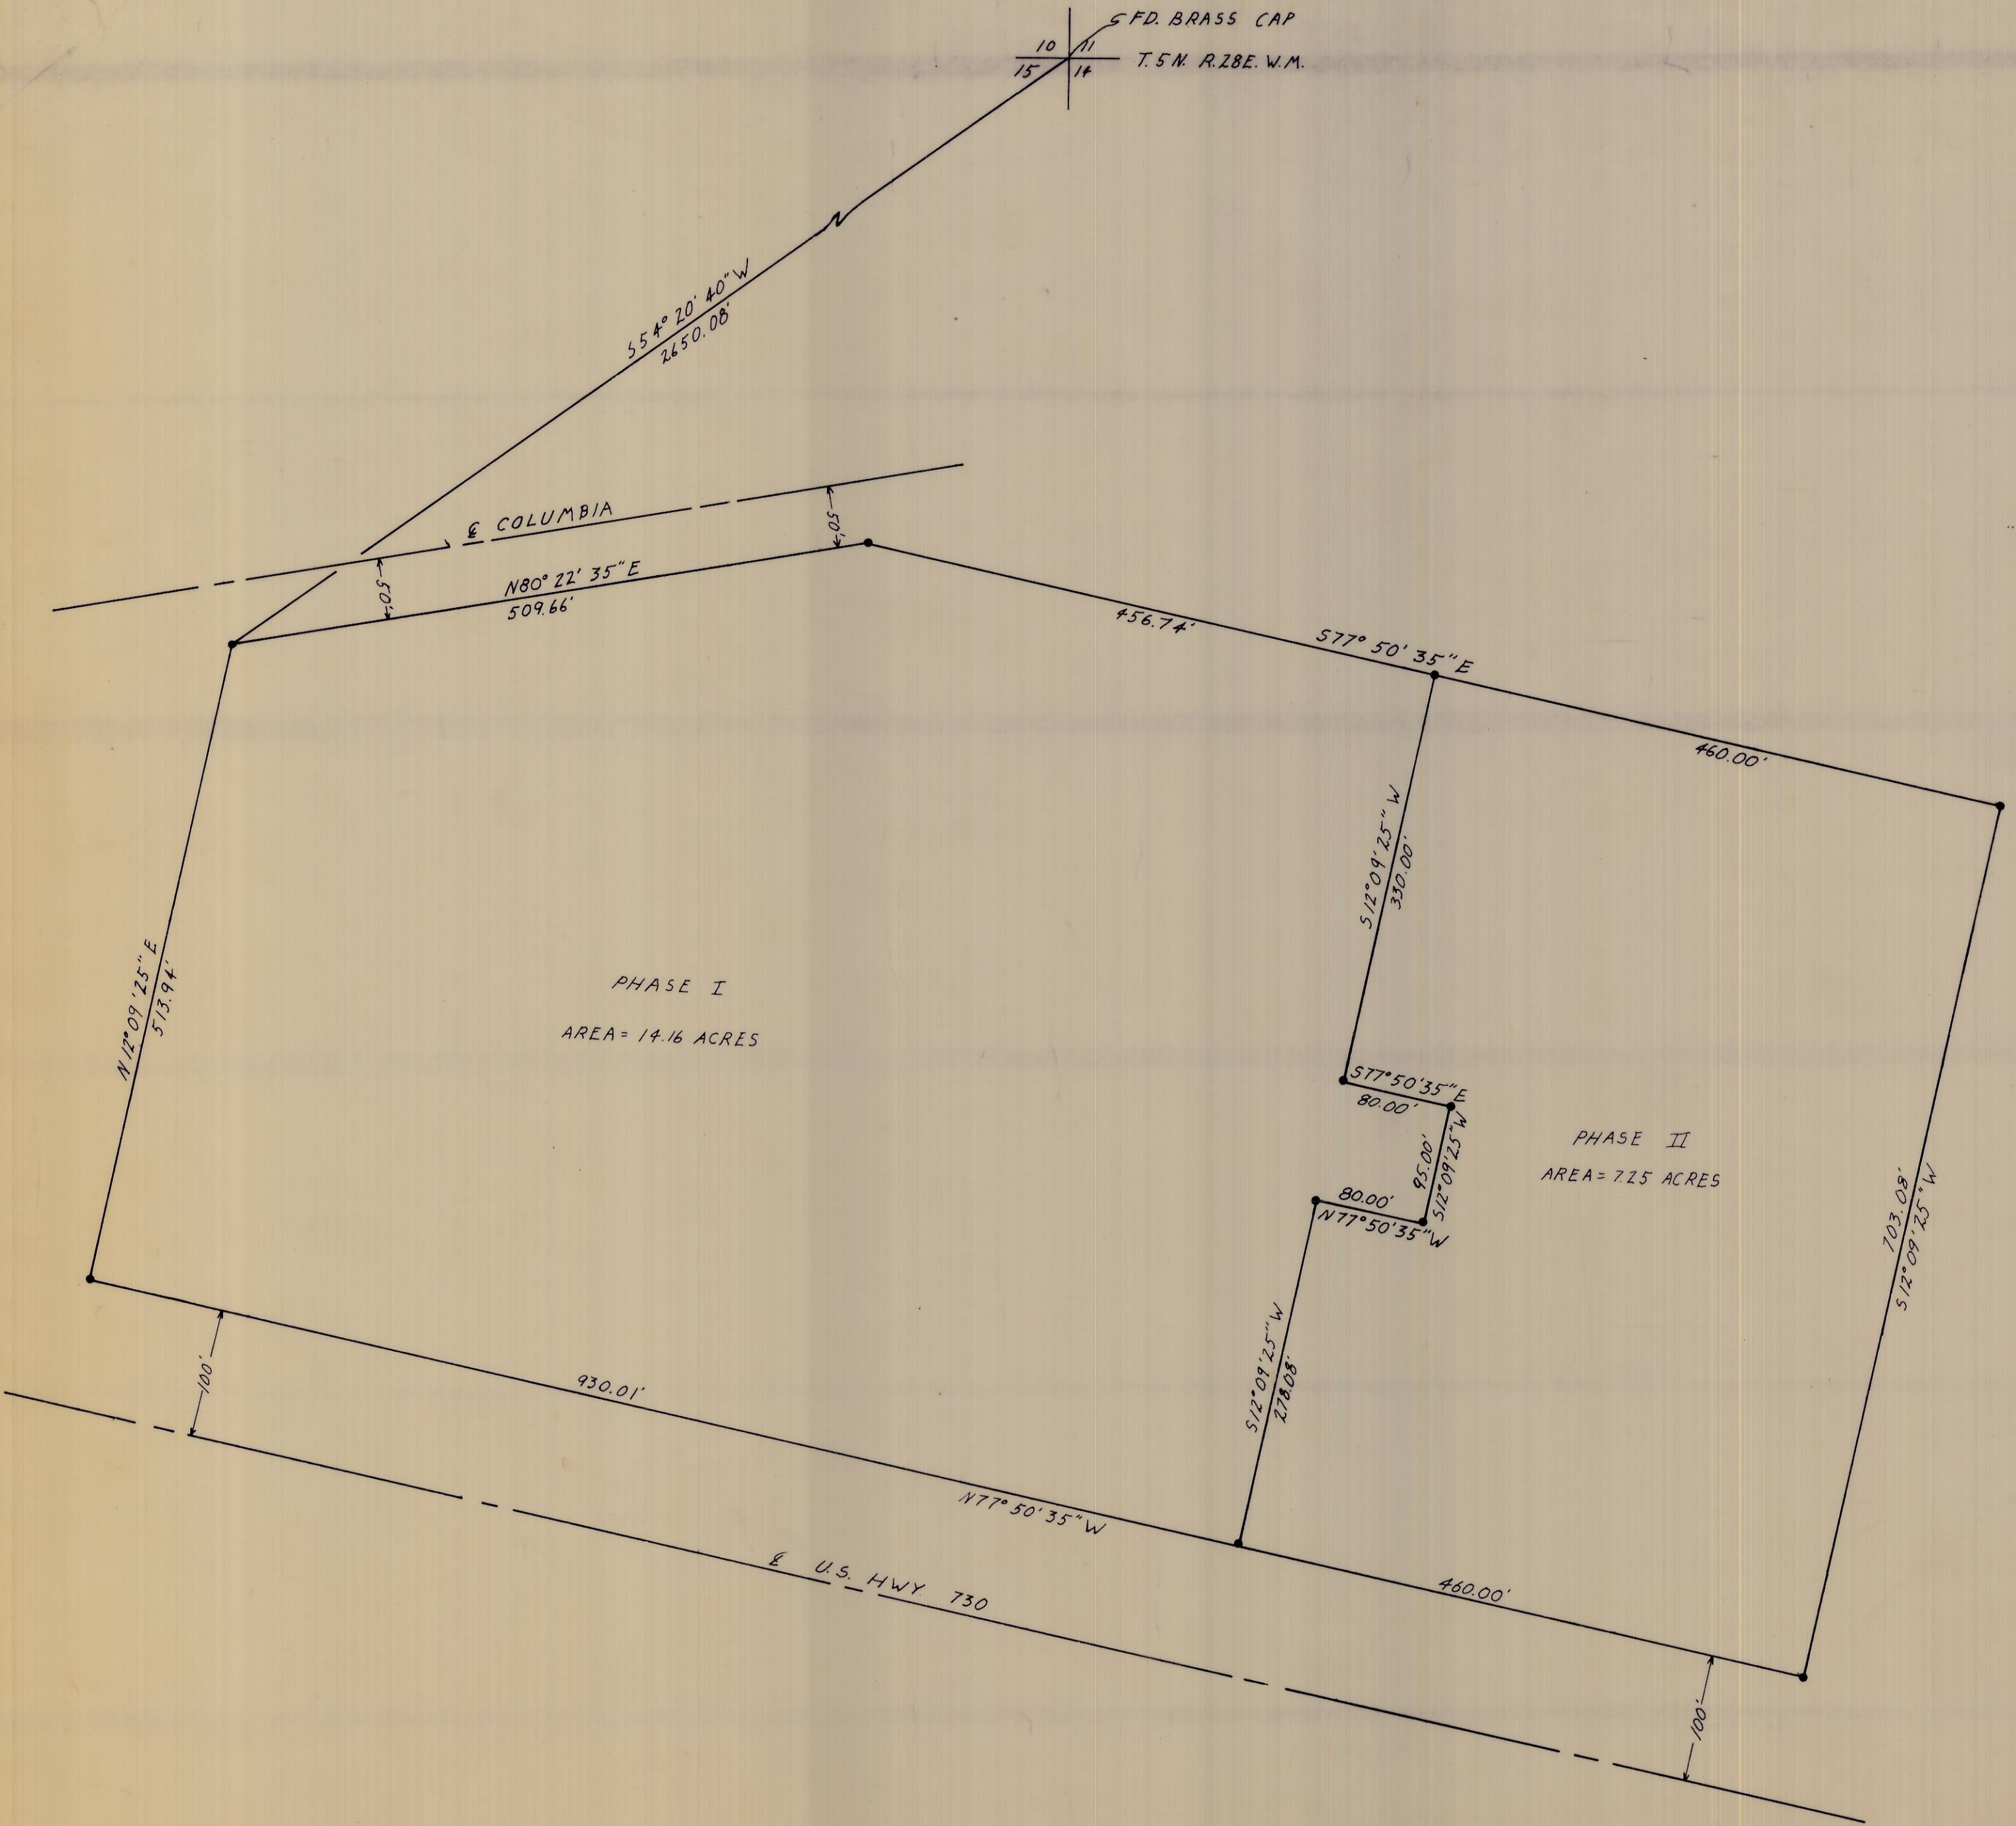 FD. BRASS CAP
10 11
15 14 T. 5 N. R. 28 E. W.M.
S54° 20' 40" W
2650.08'
℄ COLUMBIA
50'
50'
N80° 22' 35" E
509.66'
456.74'
S77° 50' 35" E
460.00'
S12° 09' 25" W
330.00'
N12° 09' 25" E
513.94'
PHASE I
AREA = 14.16 ACRES
S77° 50' 35" E
80.00'
95.00'
S12° 09' 25" W
80.00'
N77° 50' 35" W
PHASE II
AREA = 7.25 ACRES
703.08'
S12° 09' 25" W
S12° 09' 25" W
278.08'
100'
930.01'
N77° 50' 35" W
460.00'
℄ U.S. HWY 730
100'